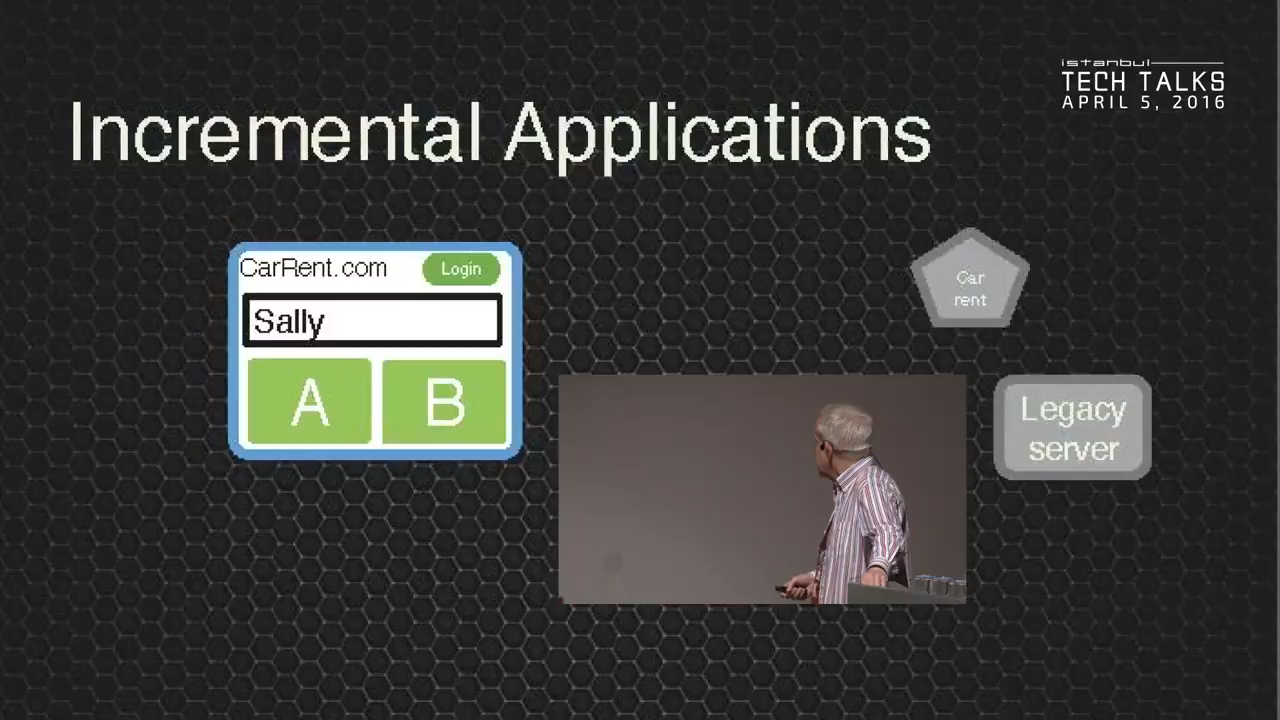 istanbul
TECH TALKS
APRIL 5, 2016
Incremental Applications
CarRent.com
Login
Sally
A
B
Car
rent
Legacy
server